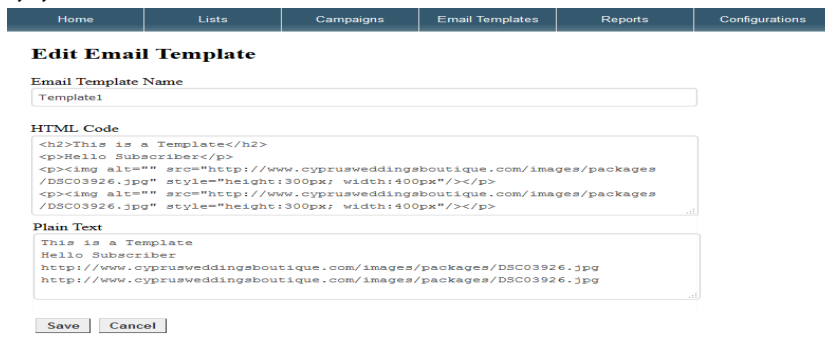 Home Lists Campaigns Email Templates Reports Configurations
Edit Email Template
Email Template Name
Template1
HTML Code
<h2>This is a Template</h2>
<p>Hello Subscriber</p>
<p><img alt="" src="http://www.cyprusweddingsboutique.com/images/packages
/DSC03926.jpg" style="height:300px; width:400px"/></p>
<p><img alt="" src="http://www.cyprusweddingsboutique.com/images/packages
/DSC03926.jpg" style="height:300px; width:400px"/></p>
Plain Text
This is a Template
Hello Subscriber
http://www.cyprusweddingsboutique.com/images/packages/DSC03926.jpg
http://www.cyprusweddingsboutique.com/images/packages/DSC03926.jpg
Save Cancel